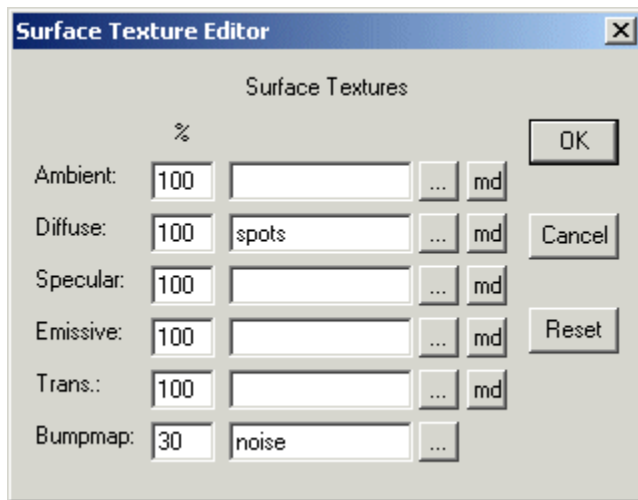 Surface Texture Editor
Surface Textures
%
OK
Ambient: 100 ... md
Diffuse: 100 spots ... md
Cancel
Specular: 100 ... md
Emissive: 100 ... md
Reset
Trans.: 100 ... md
Bumpmap: 30 noise ...